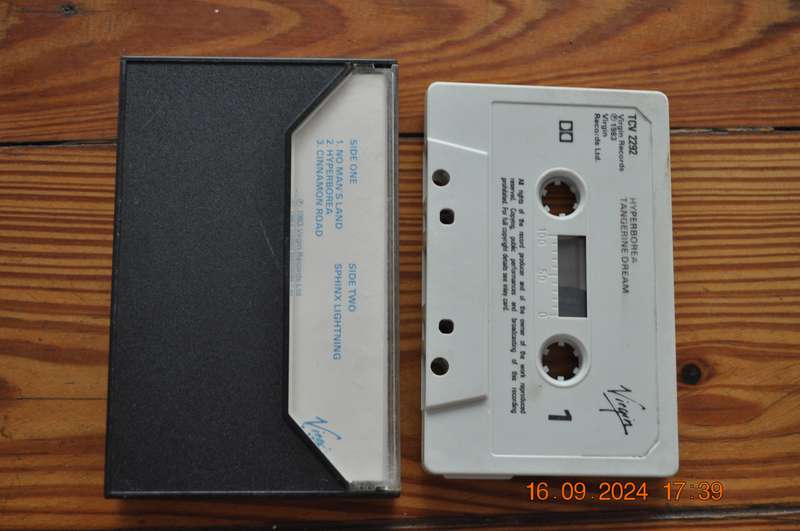 SIDE ONE
1. NO MAN'S LAND
2. HYPERBOREA
3. CINNAMON ROAD
SIDE TWO
SPHINX LIGHTNING
℗ 1983 Virgin Records Ltd.
Virgin
TCV 2292
Virgin Records
℗ 1983
Virgin
Records Ltd.
HYPERBOREA
TANGERINE DREAM
100 50 0
Virgin
1
All rights of the record producer and of the owner of the work reproduced
reserved. Copying, public performances and broadcasting of this recording
prohibited. For full copyright details see inlay card.
16.09.2024 17:39